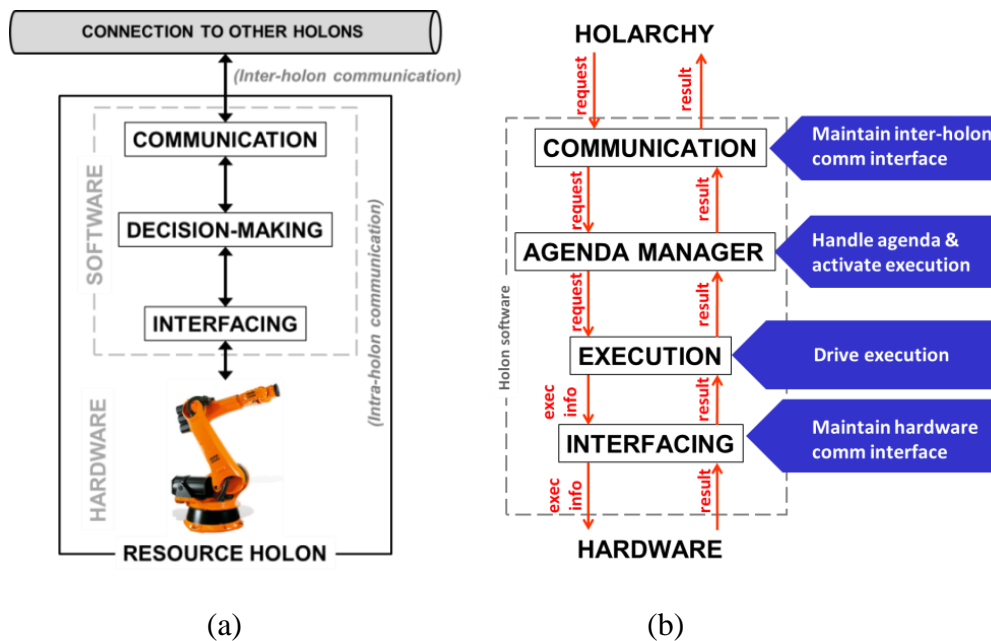 CONNECTION TO OTHER HOLONS
(Inter-holon communication)
COMMUNICATION
DECISION-MAKING
INTERFACING
SOFTWARE
HARDWARE
(Intra-holon communication)
RESOURCE HOLON
(a)
HOLARCHY
request
result
COMMUNICATION
Maintain inter-holon
comm interface
request
result
AGENDA MANAGER
Handle agenda &
activate execution
request
result
Holon software
EXECUTION
Drive execution
exec
info
result
INTERFACING
Maintain hardware
comm interface
exec
info
result
HARDWARE
(b)